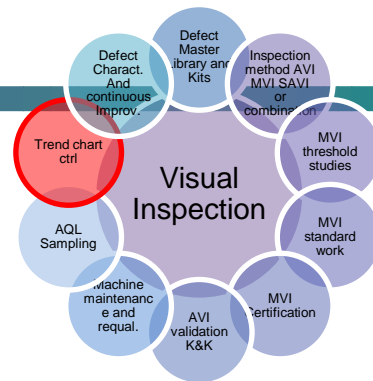 Defect
Master
Library and
Kits
Inspection
method AVI
MVI SAVI
or
combination
MVI
threshold
studies
MVI
standard
work
MVI
Certification
AVI
validation
K&K
Machine
maintenanc
e and
requal.
AQL
Sampling
Trend chart
ctrl
Defect
Charact.
And
continuous
Improv.
Visual
Inspection